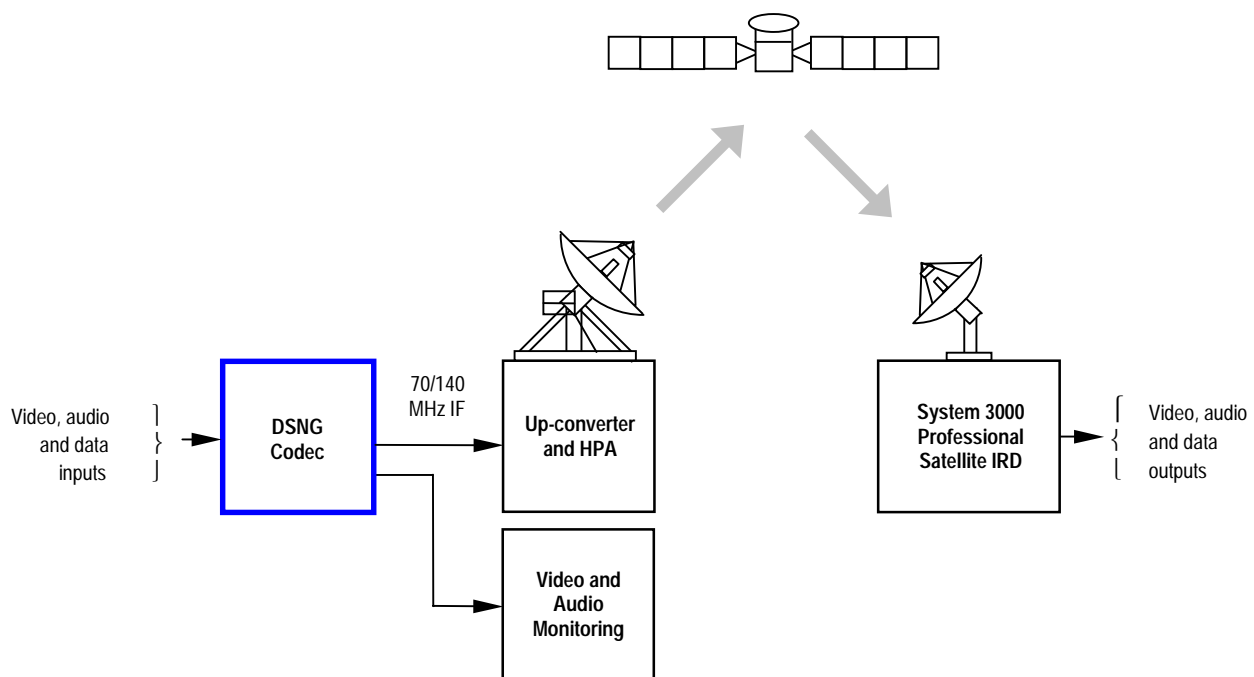 Video, audio
and data
inputs
DSNG
Codec
70/140
MHz IF
Up-converter
and HPA
Video and
Audio
Monitoring
System 3000
Professional
Satellite IRD
Video, audio
and data
outputs